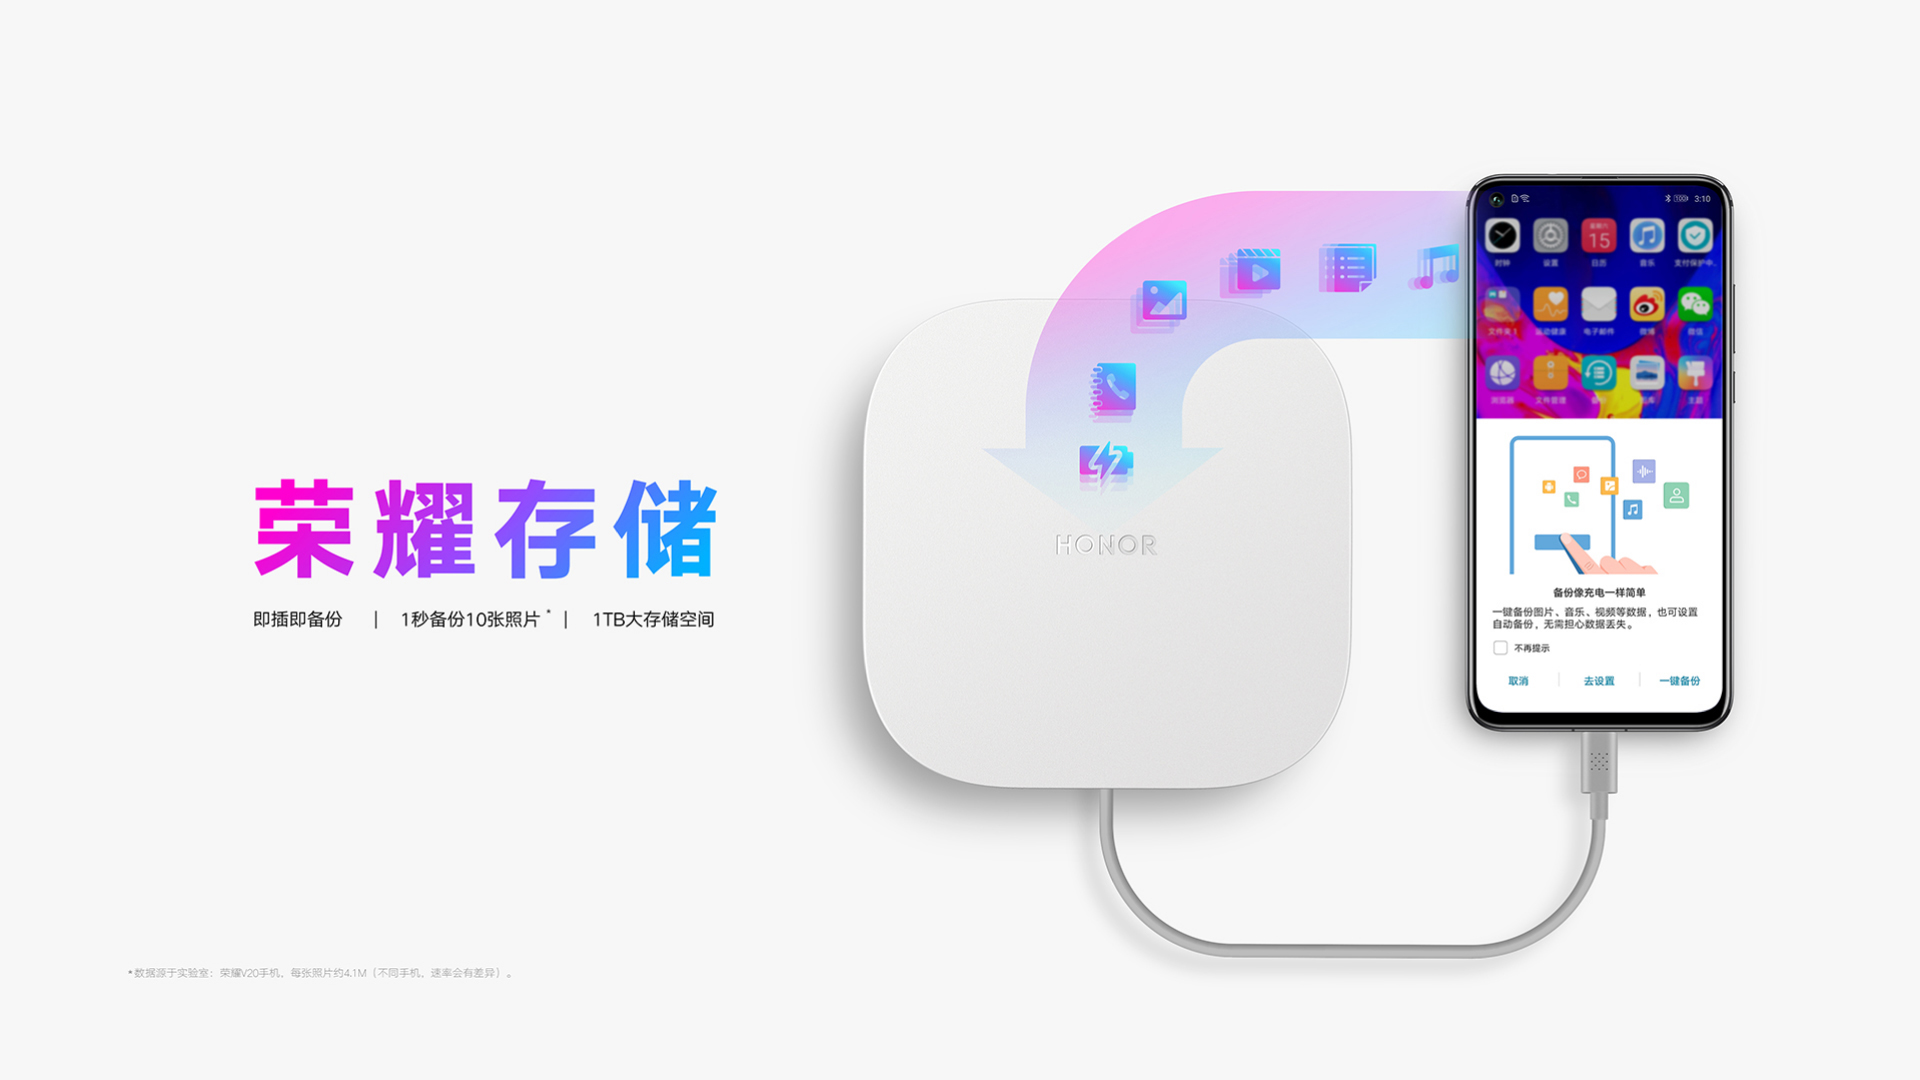 荣耀存储
即插即备份 | 1秒备份10张照片* | 1TB大存储空间
*数据源于实验室：荣耀V20手机，每张照片约4.1M（不同手机，速率会有差异）。
HONOR
3:10
15
时钟 设置 日历 音乐 支付保护中..
文件夹1 运动健康 电子邮件 微博 微信
浏览器 文件管理 备份 图库 主题
备份像充电一样简单
一键备份图片、音乐、视频等数据，也可设置
自动备份，无需担心数据丢失。
不再提示
取消 去设置 一键备份